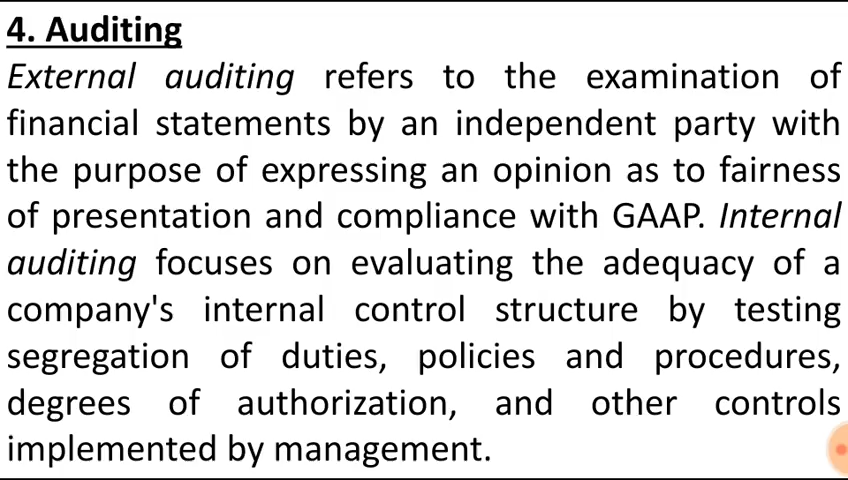 4. Auditing
External auditing refers to the examination of
financial statements by an independent party with
the purpose of expressing an opinion as to fairness
of presentation and compliance with GAAP. Internal
auditing focuses on evaluating the adequacy of a
company's internal control structure by testing
segregation of duties, policies and procedures,
degrees of authorization, and other controls
implemented by management.